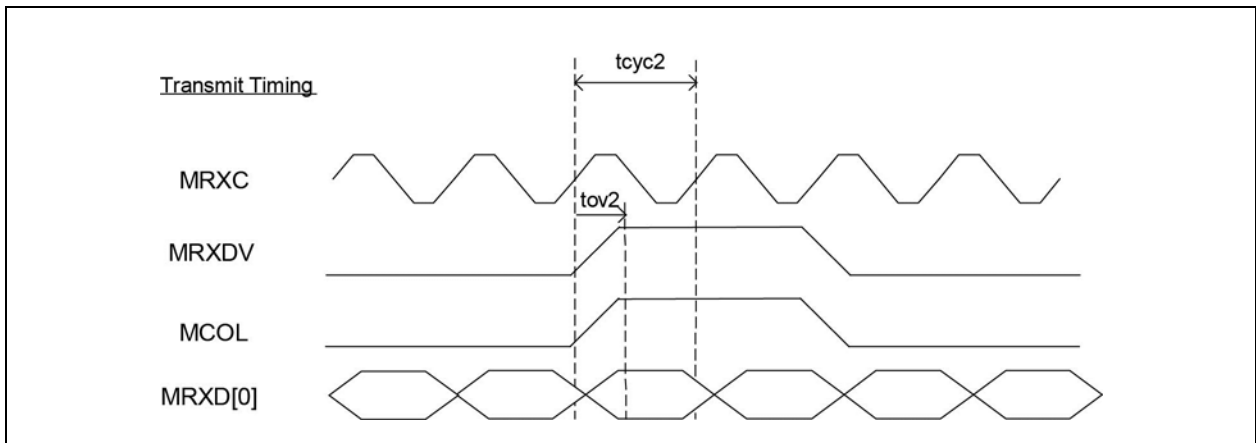 tcyc2
Transmit Timing
MRXC
tov2
MRXDV
MCOL
MRXD[0]